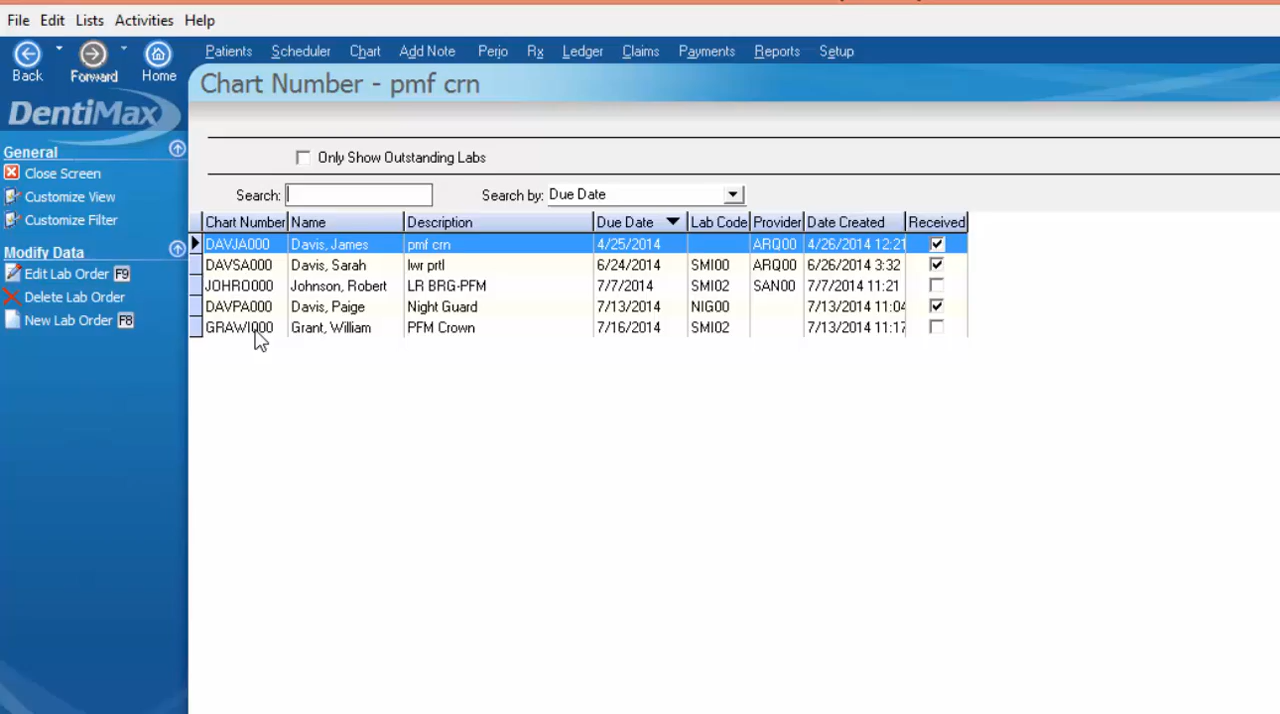 File Edit Lists Activities Help
Back Forward Home Patients Scheduler Chart Add Note Perio Rx Ledger Claims Payments Reports Setup
Chart Number - pmf crn
DentiMax
General
Close Screen
Customize View
Customize Filter
Modify Data
Edit Lab Order F9
Delete Lab Order
New Lab Order F8
Only Show Outstanding Labs
Search: Search by: Due Date
Chart Number Name Description Due Date Lab Code Provider Date Created Received
DAVJA000 Davis, James pmf crn 4/25/2014 ARQ00 4/26/2014 12:21
DAVSA000 Davis, Sarah lwr prtl 6/24/2014 SMI00 ARQ00 6/26/2014 3:32
JOHRO000 Johnson, Robert LR BRG-PFM 7/7/2014 SMI02 SAN00 7/7/2014 11:21
DAVPA000 Davis, Paige Night Guard 7/13/2014 NIG00 7/13/2014 11:04
GRAWI000 Grant, William PFM Crown 7/16/2014 SMI02 7/13/2014 11:17